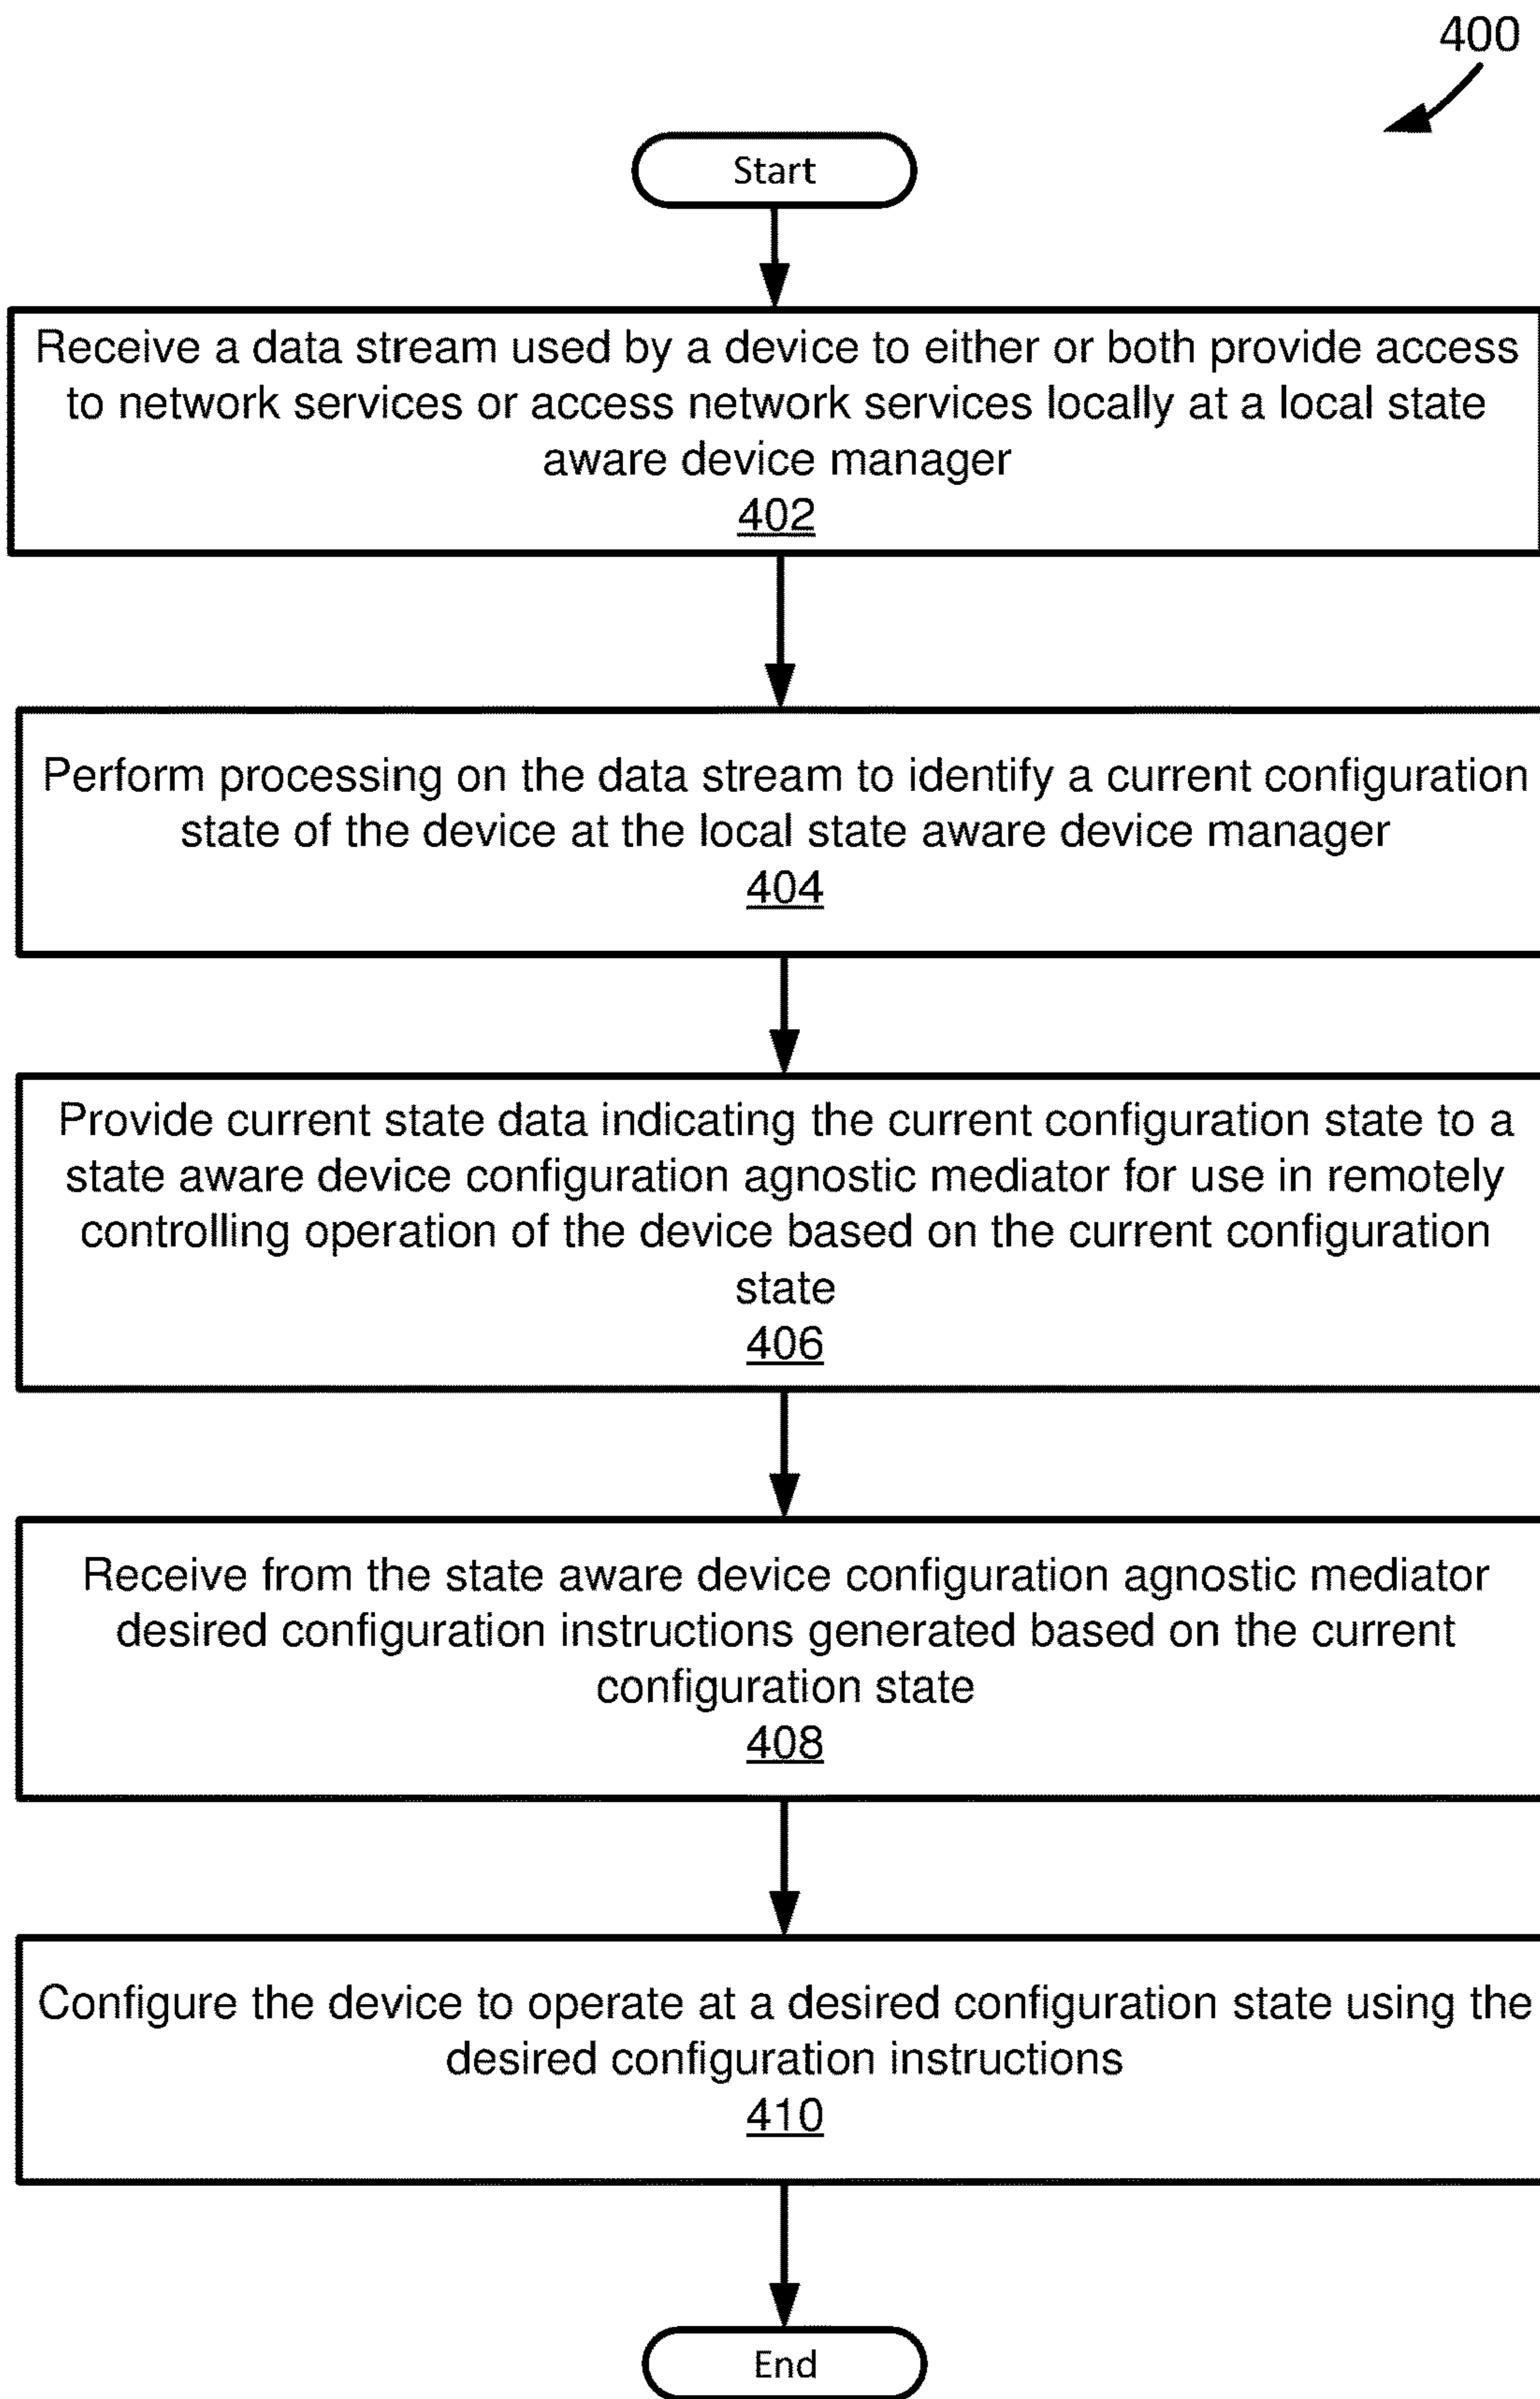 400
Start
Receive a data stream used by a device to either or both provide access
to network services or access network services locally at a local state
aware device manager
402
Perform processing on the data stream to identify a current configuration
state of the device at the local state aware device manager
404
Provide current state data indicating the current configuration state to a
state aware device configuration agnostic mediator for use in remotely
controlling operation of the device based on the current configuration
state
406
Receive from the state aware device configuration agnostic mediator
desired configuration instructions generated based on the current
configuration state
408
Configure the device to operate at a desired configuration state using the
desired configuration instructions
410
End